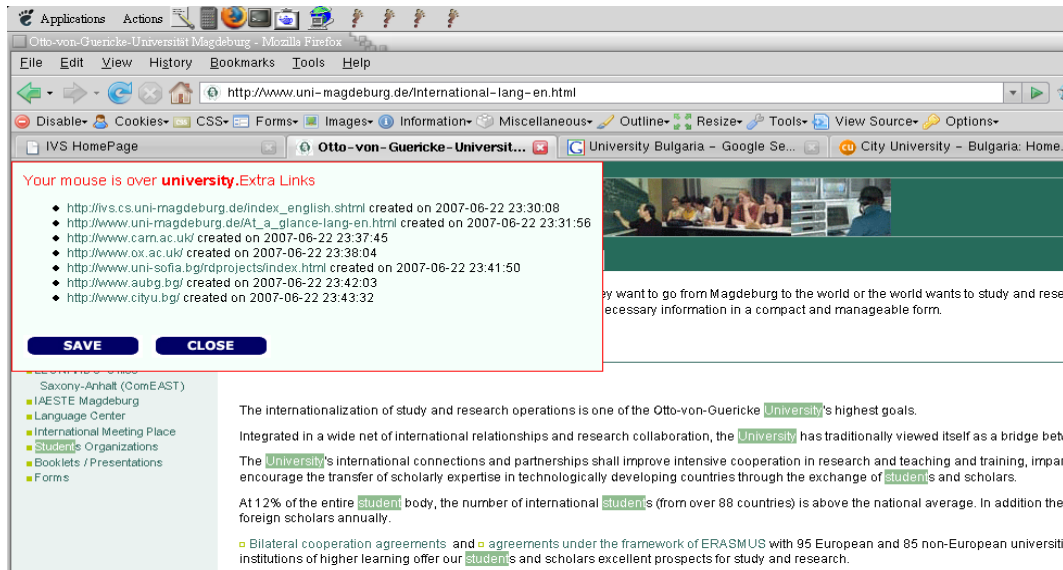 Applications Actions
Otto-von-Guericke-Universität Magdeburg - Mozilla Firefox
File Edit View History Bookmarks Tools Help
http://www.uni-magdeburg.de/International-lang-en.html
Disable Cookies CSS Forms Images Information Miscellaneous Outline Resize Tools View Source Options
IVS HomePage Otto-von-Guericke-Universit... University Bulgaria - Google Se... City University - Bulgaria: Home.
Your mouse is over university.Extra Links
http://ivs.cs.uni-magdeburg.de/index_english.shtml created on 2007-06-22 23:30:08
http://www.uni-magdeburg.de/At_a_glance-lang-en.html created on 2007-06-22 23:31:56
http://www.cam.ac.uk/ created on 2007-06-22 23:37:45
http://www.ox.ac.uk/ created on 2007-06-22 23:38:04
http://www.uni-sofia.bg/rdprojects/index.html created on 2007-06-22 23:41:50
http://www.aubg.bg/ created on 2007-06-22 23:42:03
http://www.cityu.bg/ created on 2007-06-22 23:43:32
SAVE CLOSE
ey want to go from Magdeburg to the world or the world wants to study and rese
ecessary information in a compact and manageable form.
Saxony-Anhalt (ComEAST)
IAESTE Magdeburg
Language Center
International Meeting Place
Students Organizations
Booklets / Presentations
Forms
The internationalization of study and research operations is one of the Otto-von-Guericke University's highest goals.
Integrated in a wide net of international relationships and research collaboration, the University has traditionally viewed itself as a bridge betw
The University's international connections and partnerships shall improve intensive cooperation in research and teaching and training, impar
encourage the transfer of scholarly expertise in technologically developing countries through the exchange of students and scholars.
At 12% of the entire student body, the number of international students (from over 88 countries) is above the national average. In addition the
foreign scholars annually.
Bilateral cooperation agreements and agreements under the framework of ERASMUS with 95 European and 85 non-European universiti
institutions of higher learning offer our students and scholars excellent prospects for study and research.